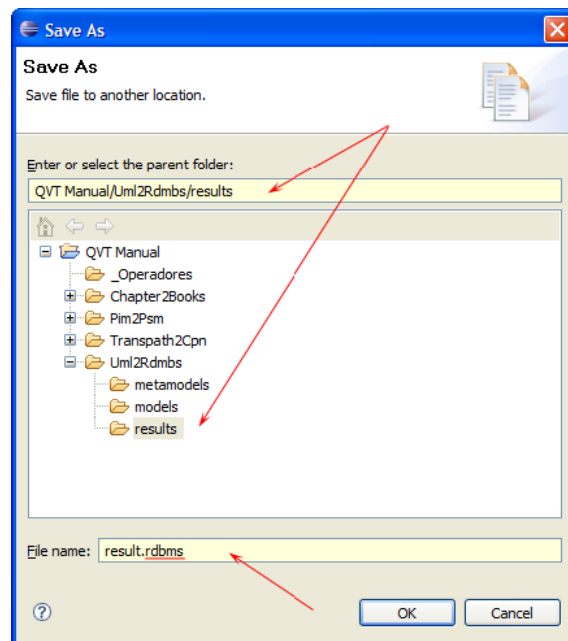 Save As
Save As
Save file to another location.
Enter or select the parent folder:
QVT Manual/Uml2Rdmbs/results
QVT Manual
_Operadores
Chapter2Books
Pim2Psm
Transpath2Cpn
Uml2Rdmbs
metamodels
models
results
File name: result.rdbms
OK Cancel